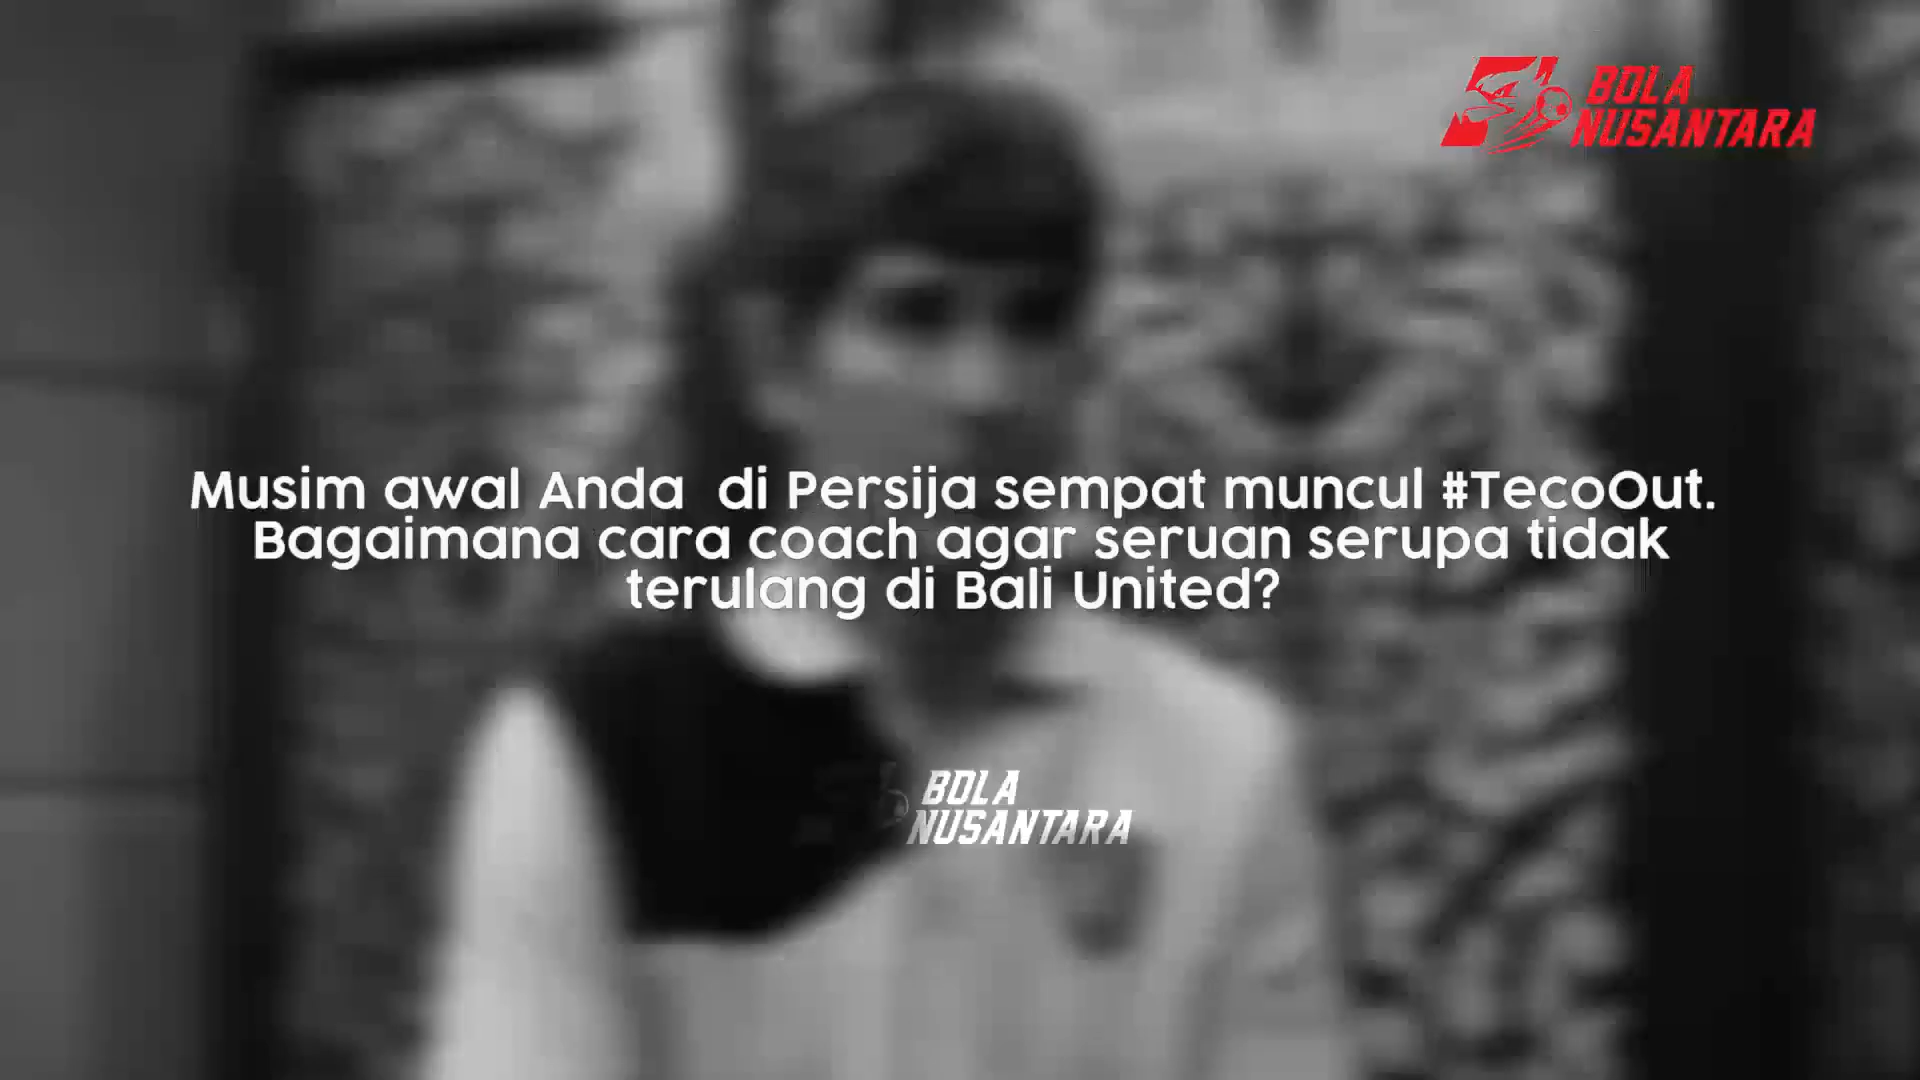 BOLA
NUSANTARA
Musim awal Anda  di Persija sempat muncul #TecoOut.
Bagaimana cara coach agar seruan serupa tidak
terulang di Bali United?
BOLA
NUSANTARA